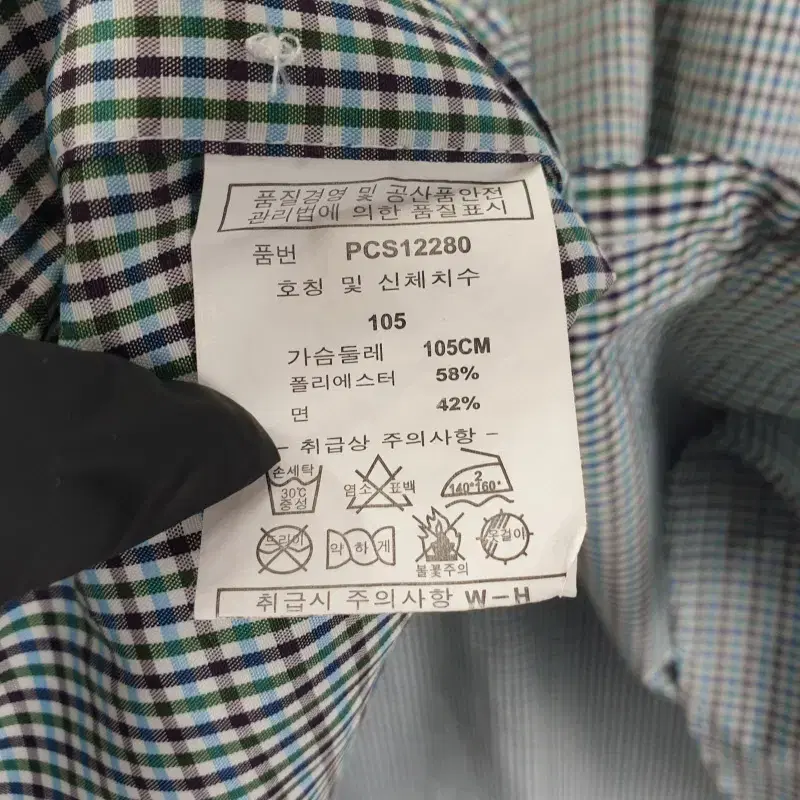 품질경영 및 공산품안전
관리법에 의한 품질표시
품번 PCS12280
호칭 및 신체치수
105
가슴둘레 105CM
폴리에스터 58%
면 42%
- 취급상 주의사항 -
손세탁
30℃
중성
염소 표백
2
140°160°
드라이
약하게
불꽃주의
옷걸이
취급시 주의사항 W-H